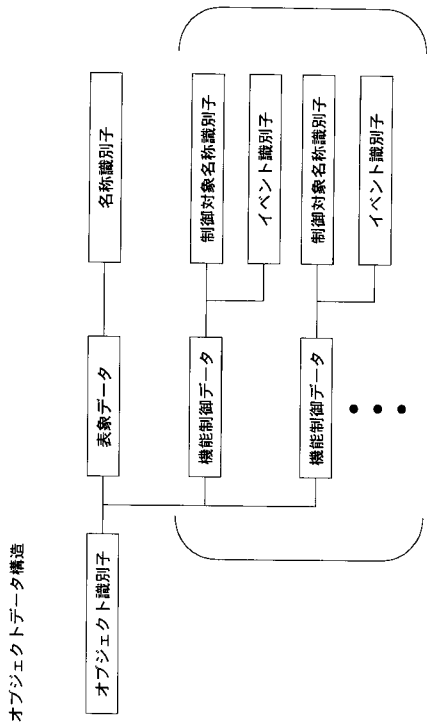 オブジェクトデータ構造
オブジェクト識別子
表象データ
名称識別子
機能制御データ
制御対象名称識別子
イベント識別子
機能制御データ
制御対象名称識別子
イベント識別子